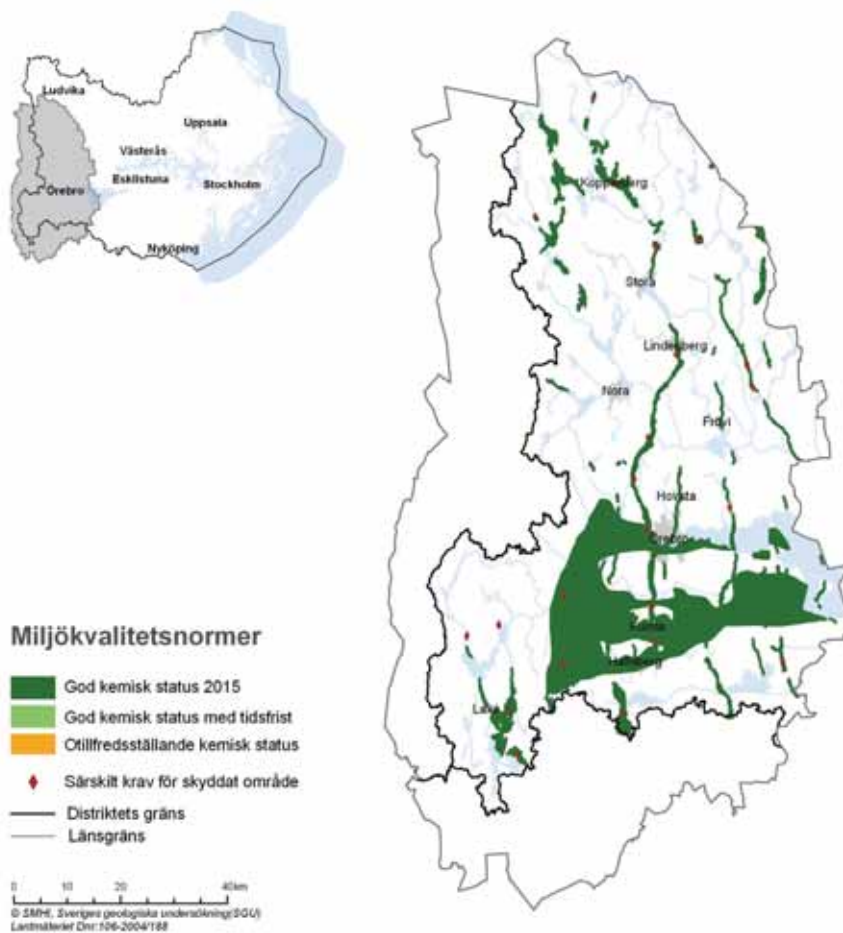 Ludvika
Uppsala
Västerås
Eskilstuna
Örebro
Stockholm
Nyköping
Kopparberg
Storå
Lindesberg
Nora
Frövi
Hovsta
Örebro
Kumla
Hallsberg
Laxå
Miljökvalitetsnormer
God kemisk status 2015
God kemisk status med tidsfrist
Otillfredsställande kemisk status
Särskilt krav för skyddat område
Distriktets gräns
Länsgräns
0 10 20 40km
© SMHI, Sveriges geologiska undersökning(SGU)
Lantmäteriet Dnr:106-2004/188